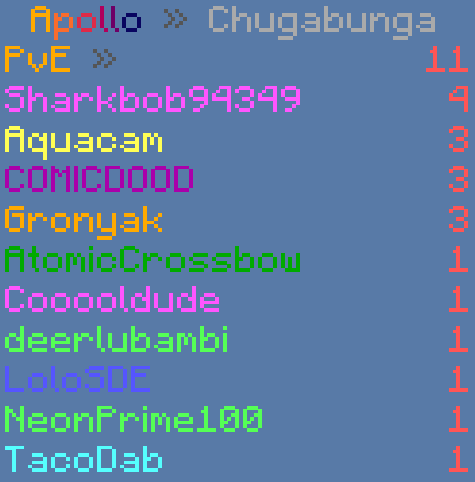 Apollo » Chugabunga
PvE » 11
Sharkbob94349 4
Aquacam 3
COMICDOOD 3
Gronyak 3
AtomicCrossbow 1
Cooooldude 1
deerlubambi 1
LoloSDE 1
NeonPrime100 1
TacoDab 1